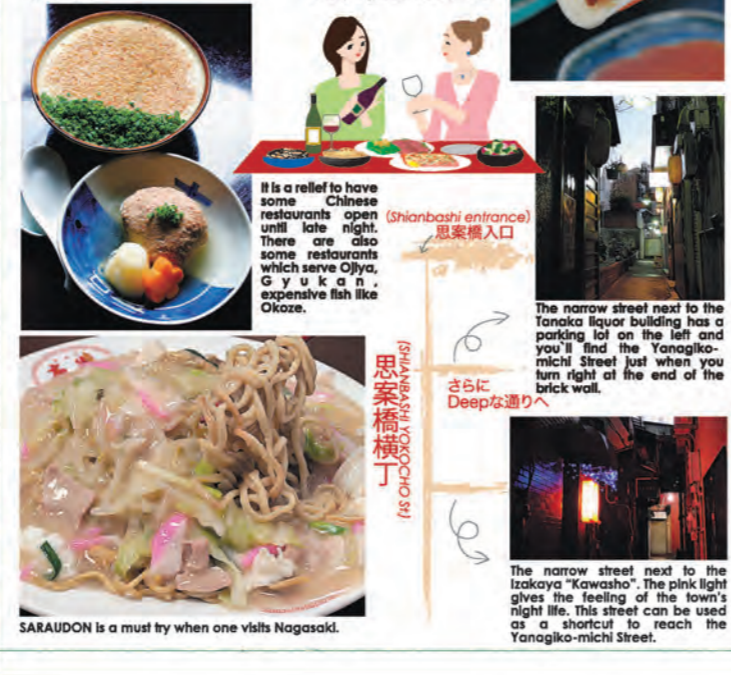 It is a relief to have
some Chinese
restaurants open
until late night.
There are also
some restaurants
which serve Ojiya,
Gyukan,
expensive fish like
Okoze.
(Shianbashi entrance)
思案橋入口
思案橋横丁
(SHIANBASHI YOKOCHO St.)
さらに
Deepな通りへ
The narrow street next to the
Tanaka liquor building has a
parking lot on the left and
you`ll find the Yanagiko-
michi Street just when you
turn right at the end of the
brick wall.
The narrow street next to the
Izakaya “Kawasho”. The pink light
gives the feeling of the town's
night life. This street can be used
as a shortcut to reach the
Yanagiko-michi Street.
SARAUDON is a must try when one visits Nagasaki.